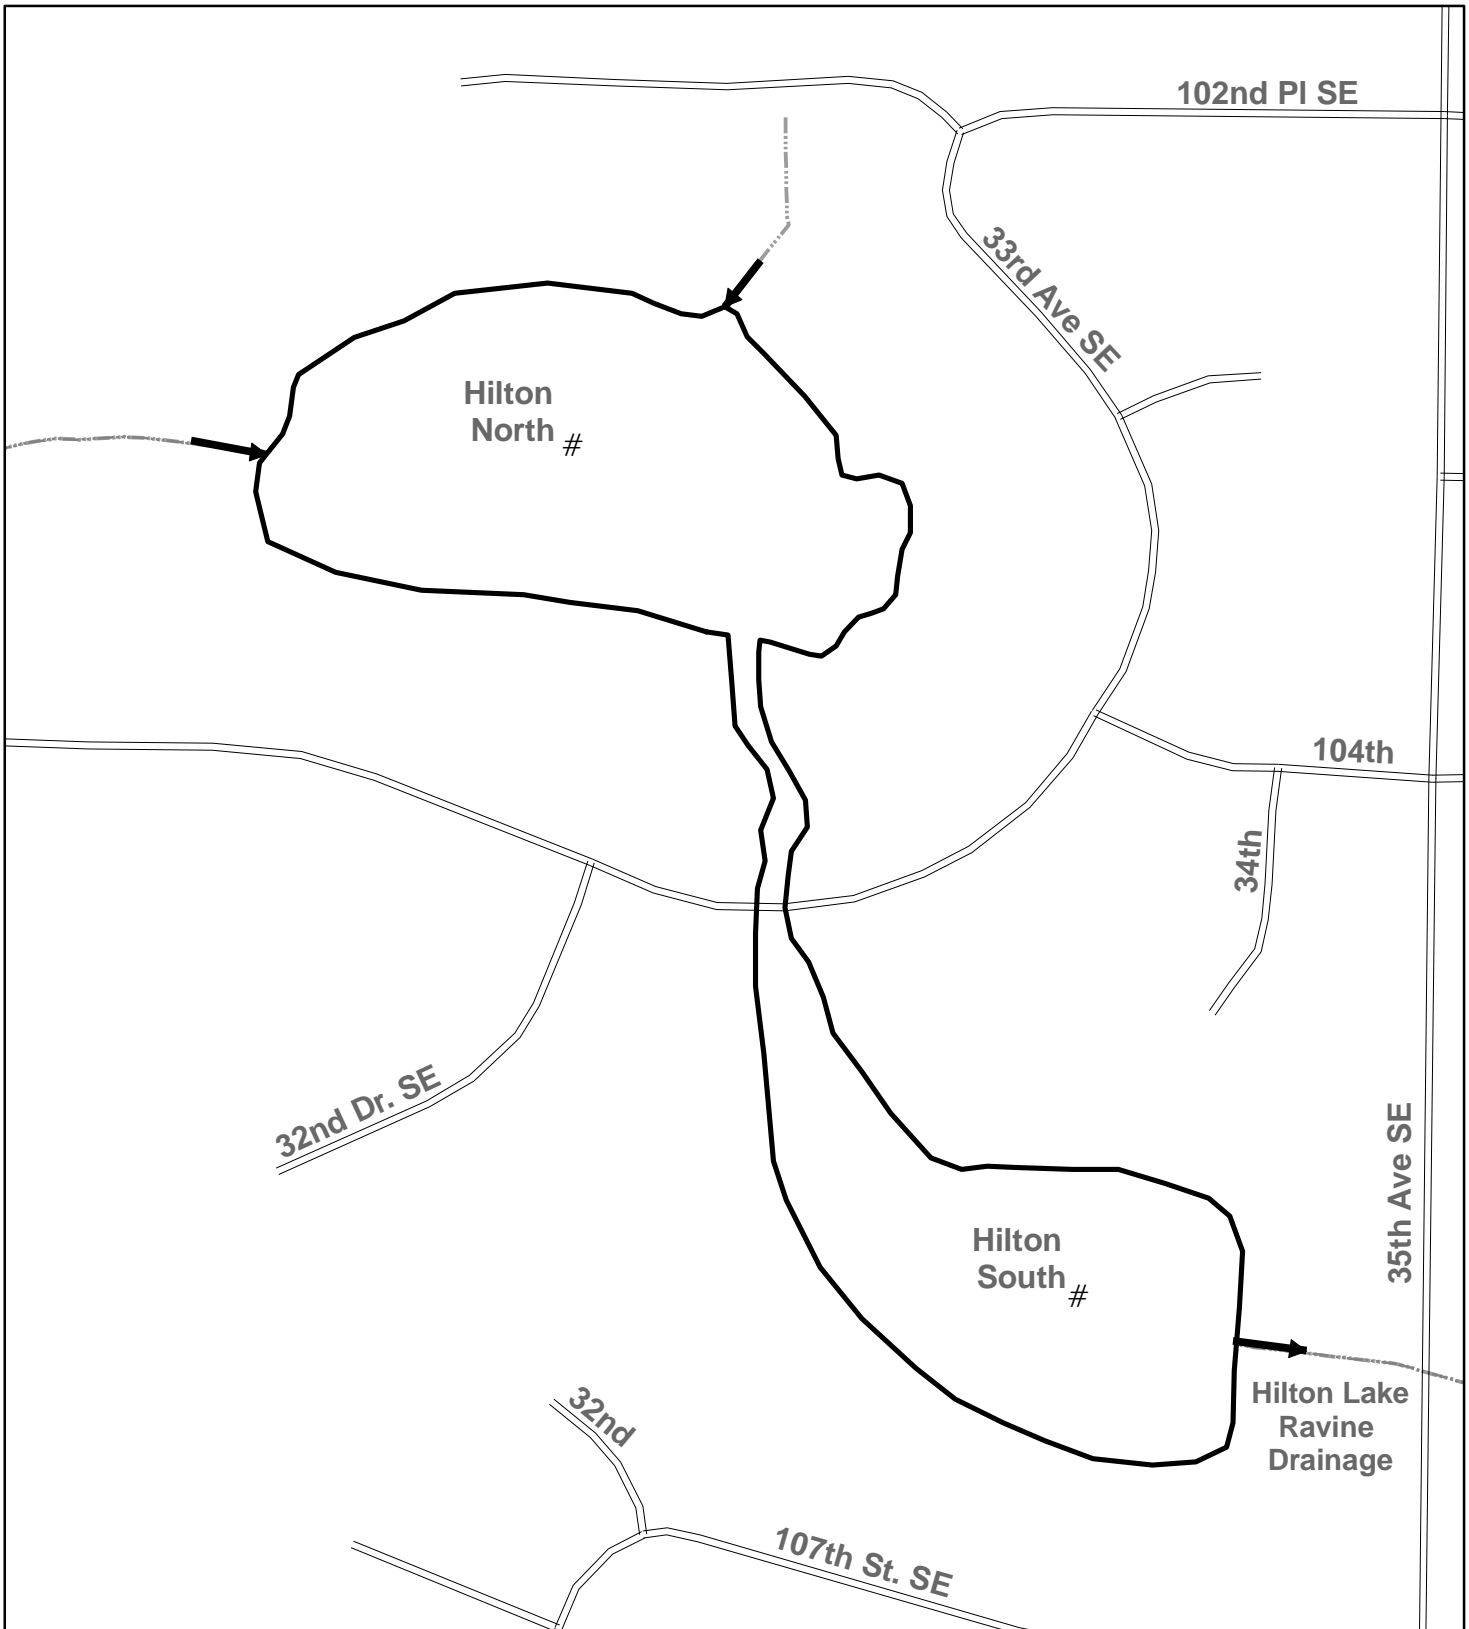 102nd Pl SE
33rd Ave SE
Hilton
North #
104th
34th
32nd Dr. SE
35th Ave SE
Hilton
South #
Hilton Lake
Ravine
Drainage
32nd
107th St. SE